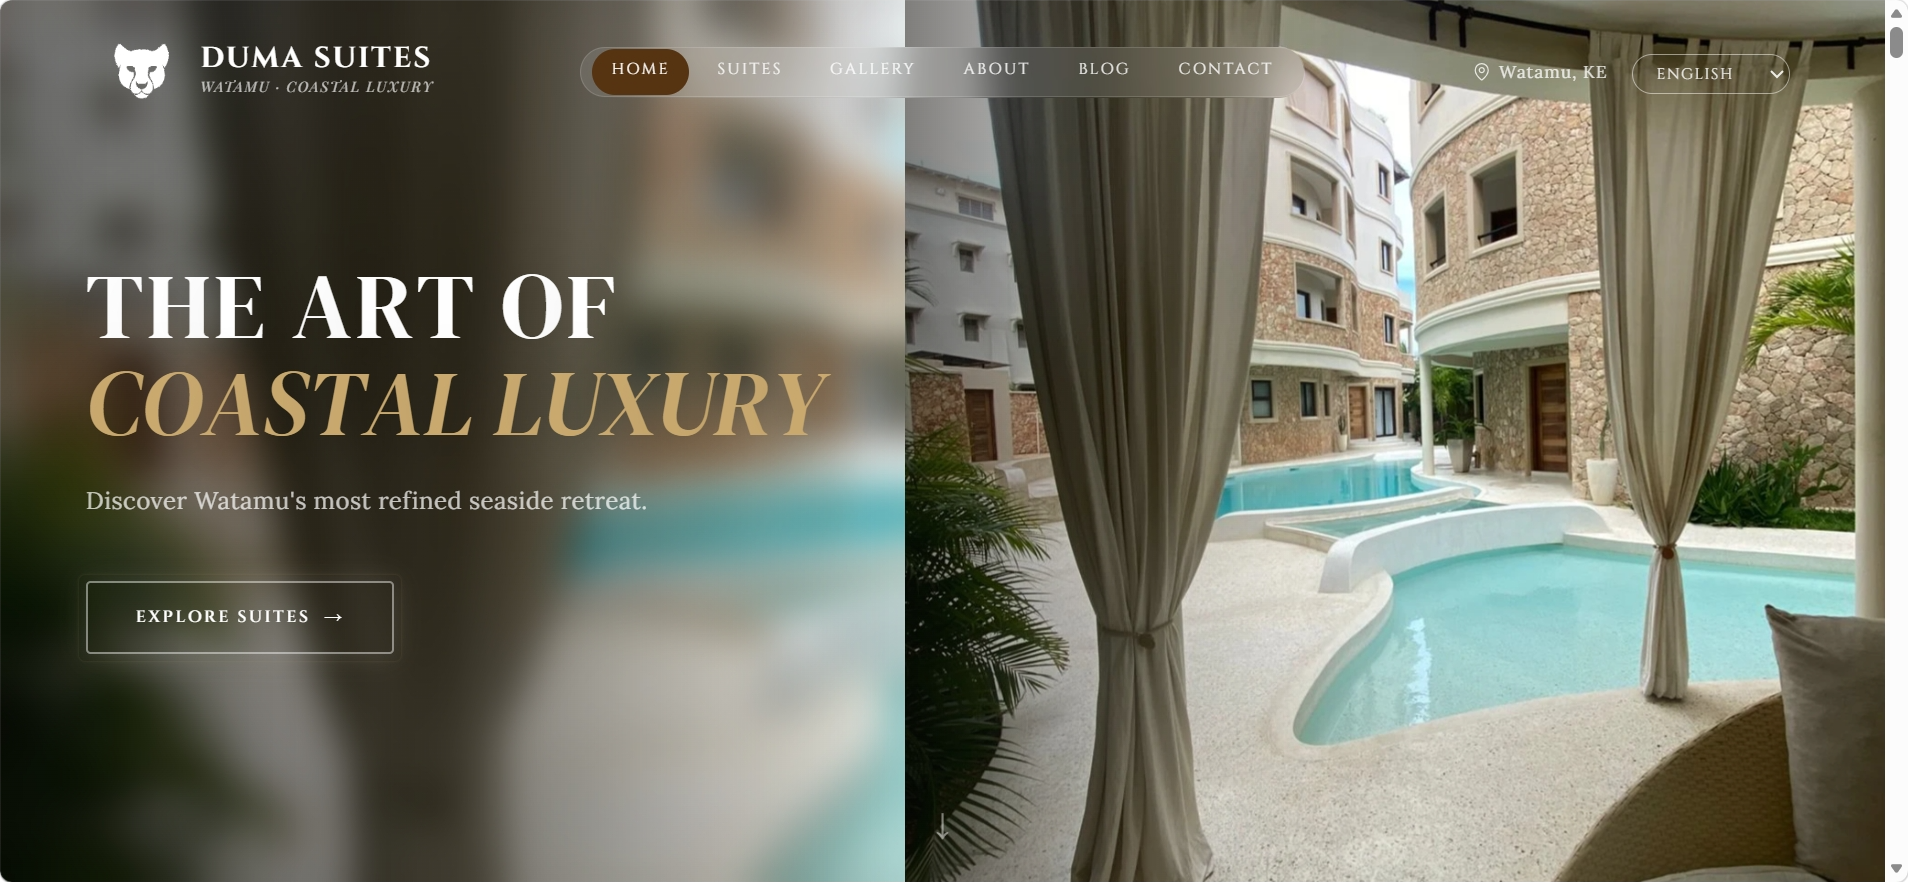 DUMA SUITES
WATAMU · COASTAL LUXURY
HOME
SUITES
GALLERY
ABOUT
BLOG
CONTACT
Watamu, KE
ENGLISH
THE ART OF
COASTAL LUXURY
Discover Watamu's most refined seaside retreat.
EXPLORE SUITES →